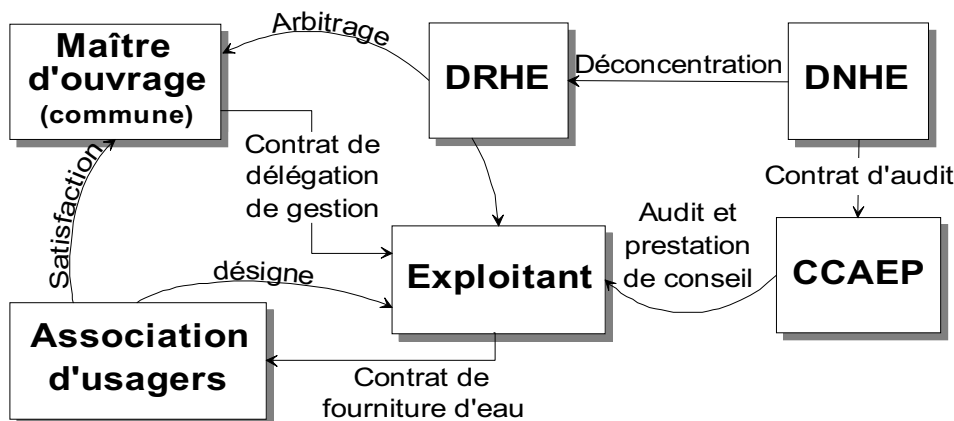 Arbitrage
Maître
d'ouvrage
(commune)
DRHE
Déconcentration
DNHE
Contrat de
délégation
de gestion
Contrat d'audit
Satisfaction
Audit et
prestation
de conseil
CCAEP
désigne
Exploitant
Association
d'usagers
Contrat de
fourniture d'eau